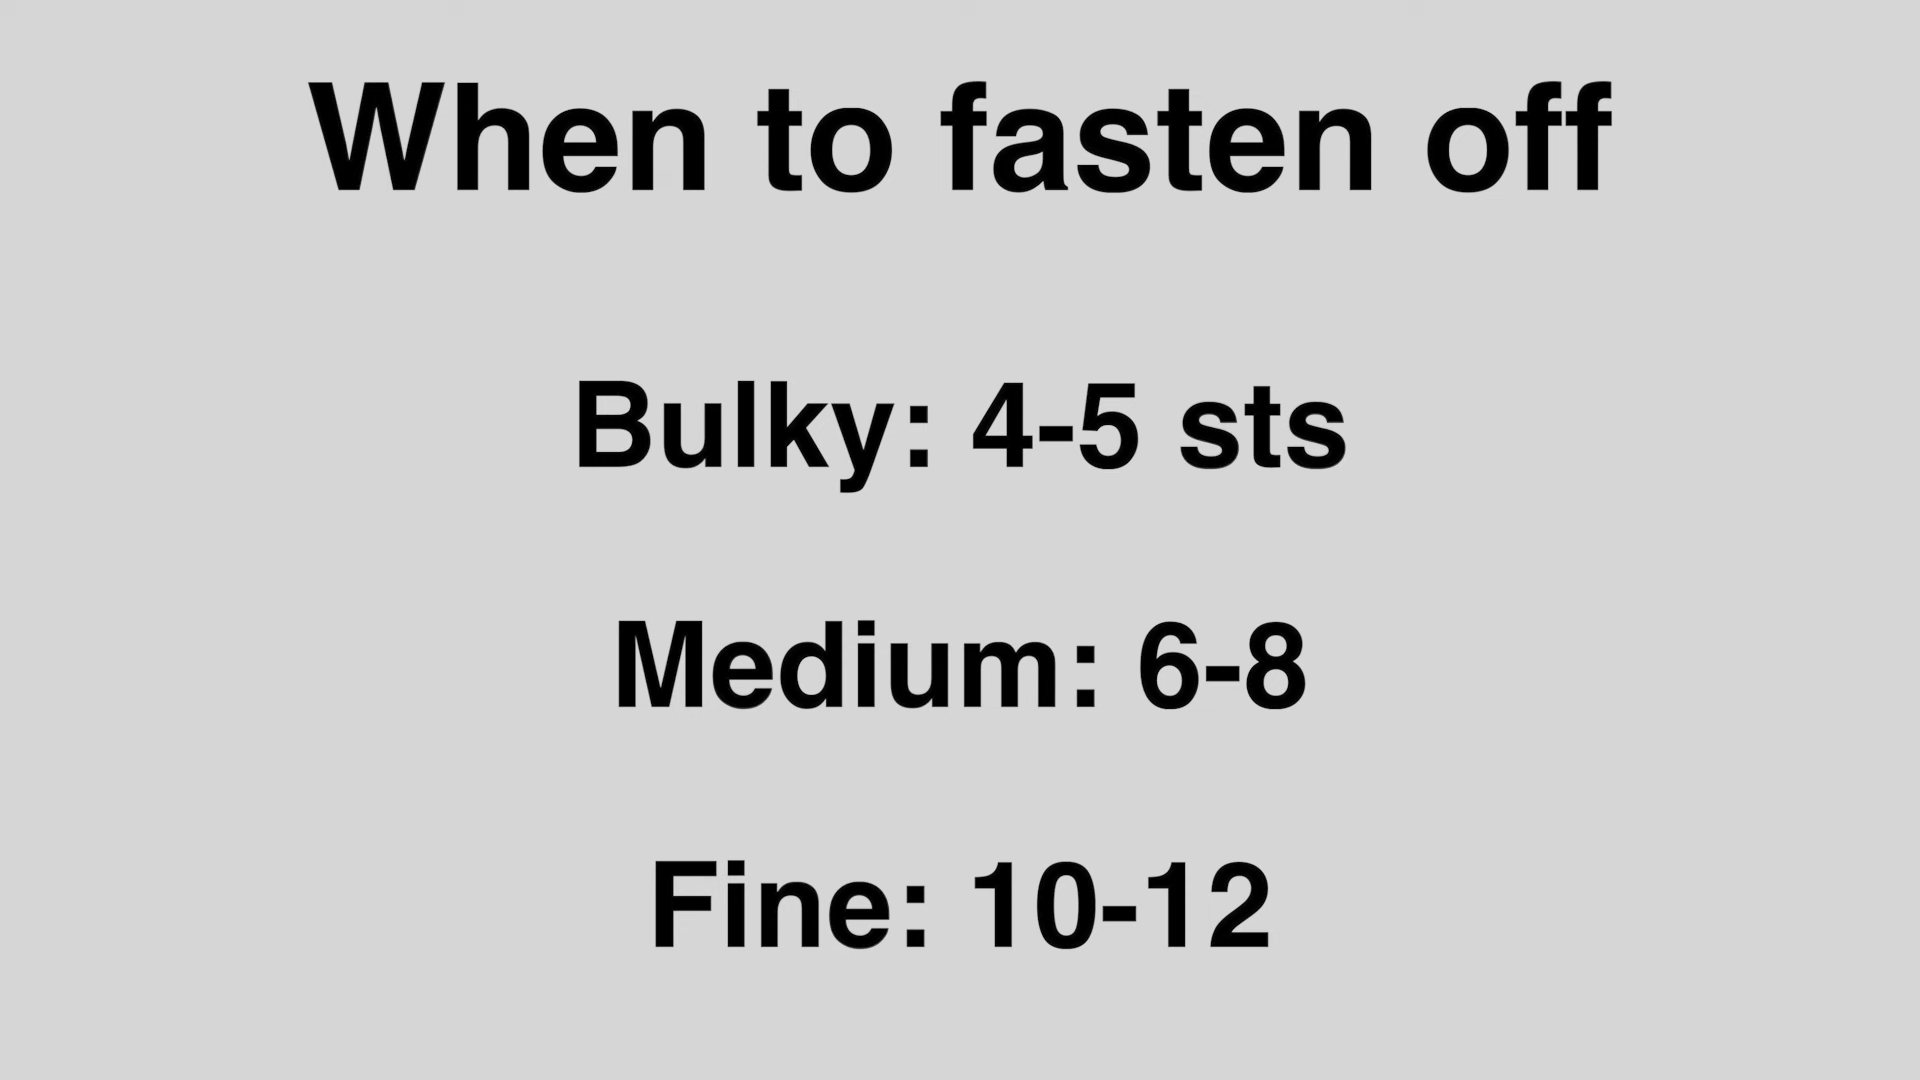 When to fasten off
Bulky: 4-5 sts
Medium: 6-8
Fine: 10-12